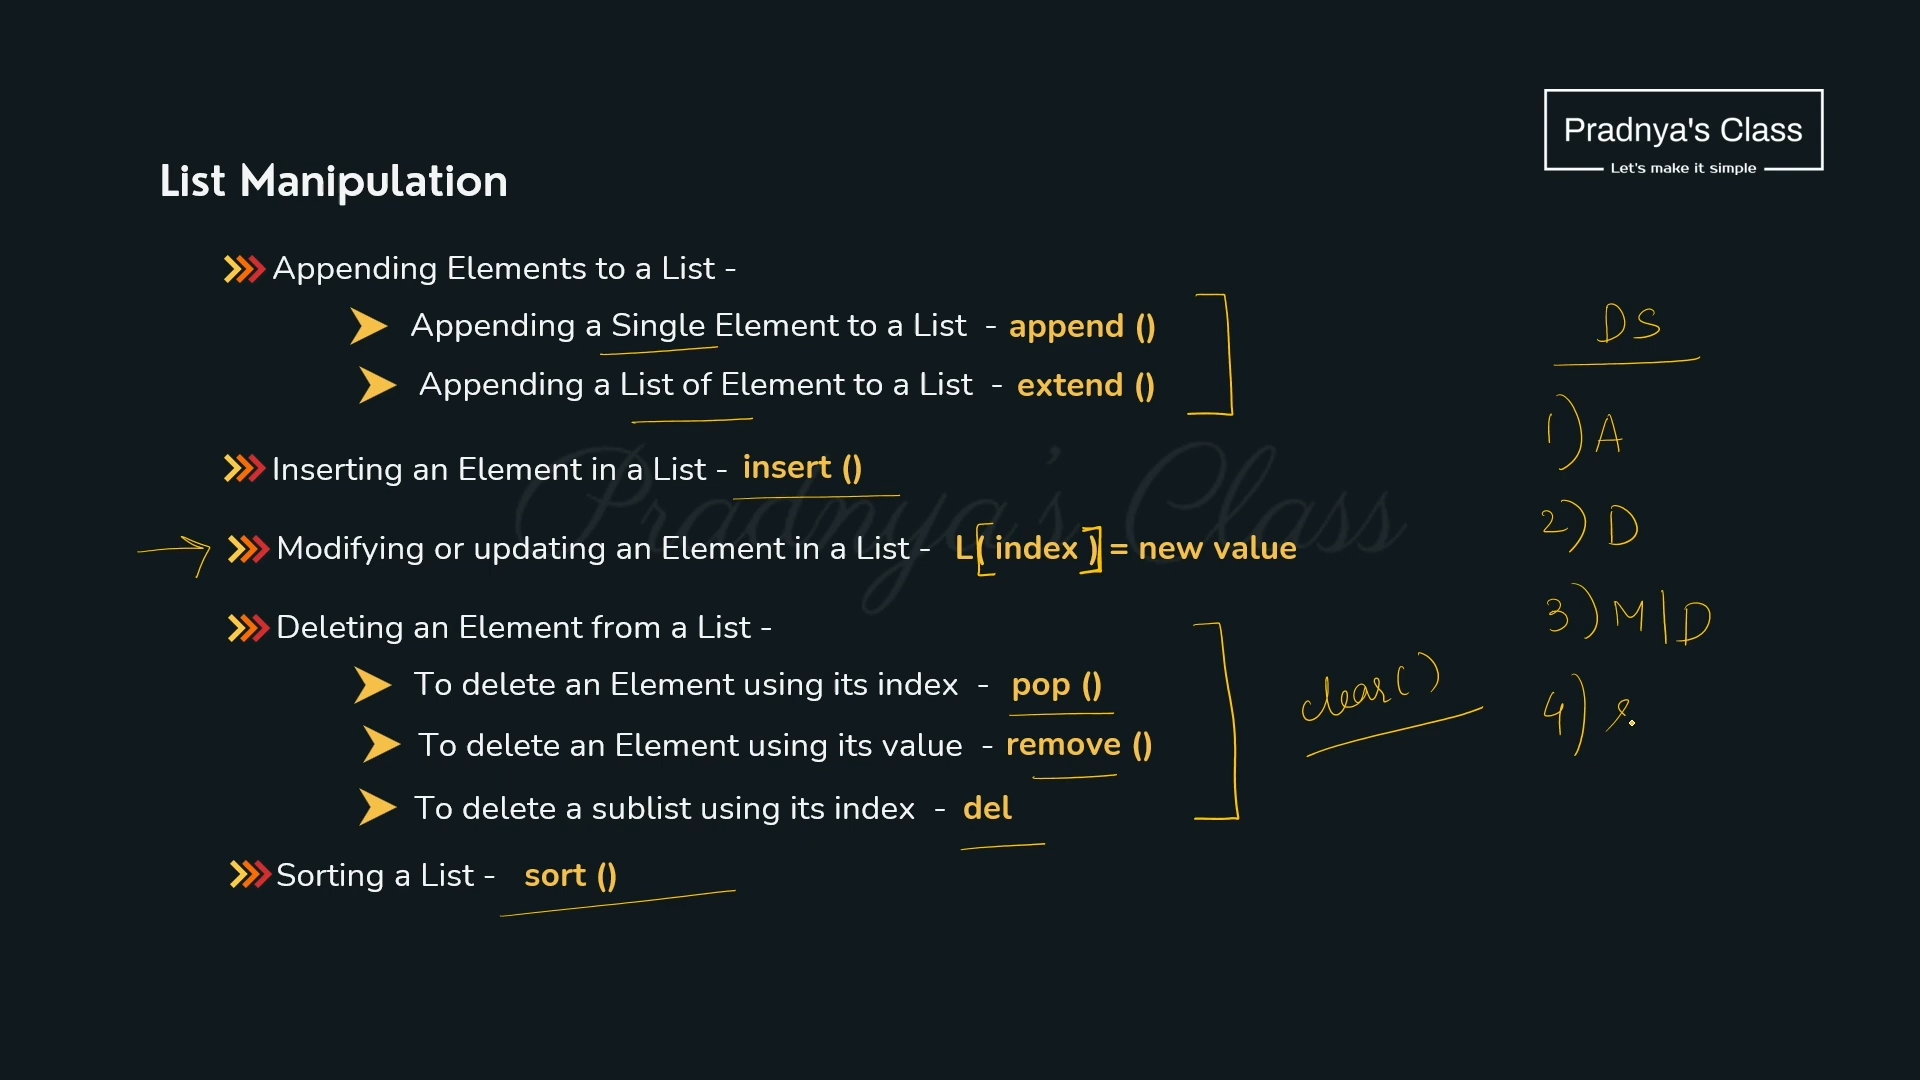 Pradnya's Class
Let's make it simple
List Manipulation
Appending Elements to a List -
Appending a Single Element to a List - append ()
Appending a List of Element to a List - extend ()
Inserting an Element in a List - insert ()
Modifying or updating an Element in a List - L[( index )] = new value
Deleting an Element from a List -
To delete an Element using its index - pop ()
To delete an Element using its value - remove ()
To delete a sublist using its index - del
Sorting a List - sort ()
clear()
DS
1) A
2) D
3) M|D
4)
Pradnya's Class